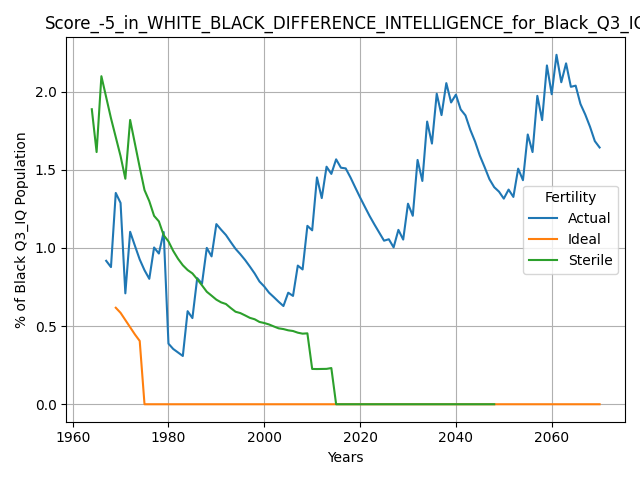 Score_-5_in_WHITE_BLACK_DIFFERENCE_INTELLIGENCE_for_Black_Q3_IQ
% of Black Q3_IQ Population
2.0
1.5
1.0
0.5
0.0
Fertility
Actual
Ideal
Sterile
1960 1980 2000 2020 2040 2060
Years